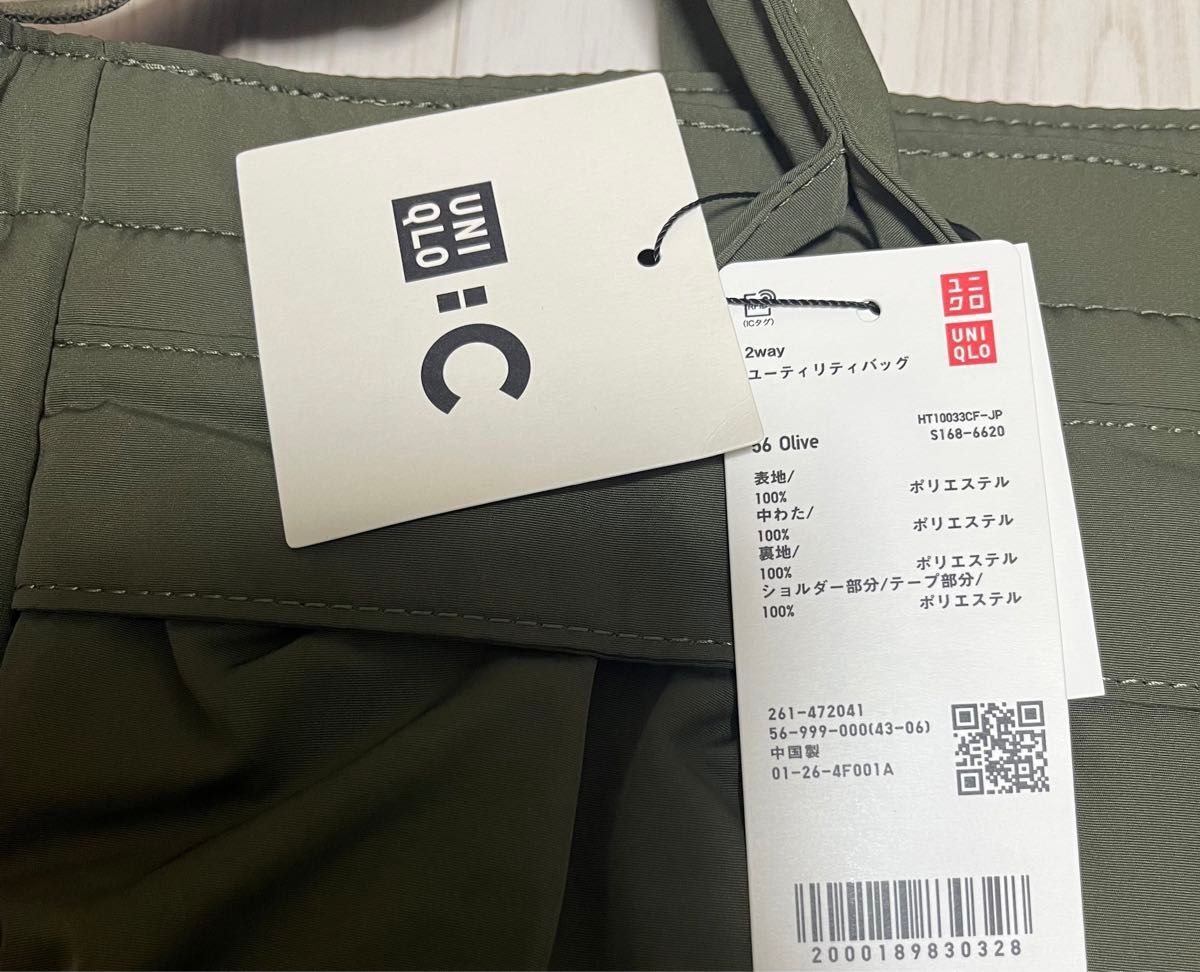 UNI
QLO
:C
RFID
(ICタグ)
ユニ
クロ
UNI
QLO
2way
ユーティリティバッグ
HT10033CF-JP
S168-6620
56 Olive
表地/
100% ポリエステル
中わた/
100% ポリエステル
裏地/
100% ポリエステル
ショルダー部分/テープ部分/
100% ポリエステル
261-472041
56-999-000(43-06)
中国製
01-26-4F001A
2000189830328